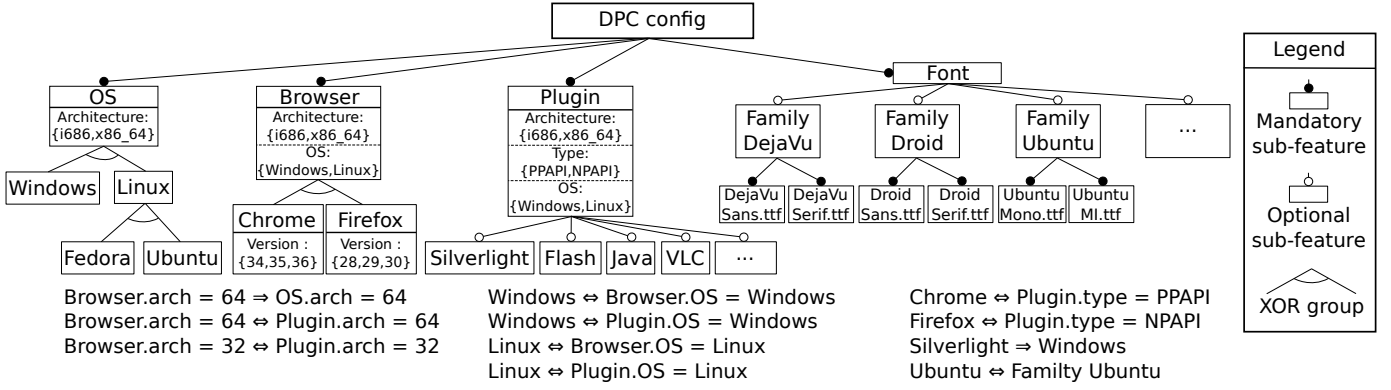 DPC config
OS
Architecture:
{i686,x86_64}
Windows
Linux
Fedora
Ubuntu
Browser
Architecture:
{i686,x86_64}
OS:
{Windows,Linux}
Chrome
Version :
{34,35,36}
Firefox
Version :
{28,29,30}
Plugin
Architecture:
{i686,x86_64}
Type:
{PPAPI,NPAPI}
OS:
{Windows,Linux}
Silverlight
Flash
Java
VLC
...
Font
Family
DejaVu
DejaVu
Sans.ttf
DejaVu
Serif.ttf
Family
Droid
Droid
Sans.ttf
Droid
Serif.ttf
Family
Ubuntu
Ubuntu
Mono.ttf
Ubuntu
MI.ttf
...
Legend
Mandatory
sub-feature
Optional
sub-feature
XOR group
Browser.arch = 64 ⇒ OS.arch = 64
Browser.arch = 64 ⇔ Plugin.arch = 64
Browser.arch = 32 ⇔ Plugin.arch = 32
Windows ⇔ Browser.OS = Windows
Windows ⇔ Plugin.OS = Windows
Linux ⇔ Browser.OS = Linux
Linux ⇔ Plugin.OS = Linux
Chrome ⇔ Plugin.type = PPAPI
Firefox ⇔ Plugin.type = NPAPI
Silverlight ⇒ Windows
Ubuntu ⇔ Familty Ubuntu